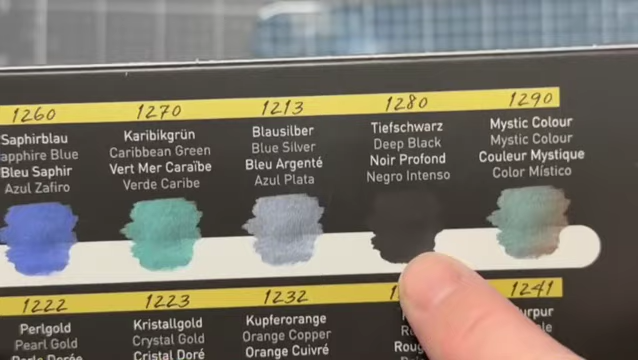 1260 1270 1213 1280 1290
Saphirblau Karibikgrün Blausilber Tiefschwarz Mystic Colour
apphire Blue Caribbean Green Blue Silver Deep Black Mystic Colour
Bleu Saphir Vert Mer Caraïbe Bleu Argenté Noir Profond Couleur Mystique
Azul Zafiro Verde Caribe Azul Plata Negro Intenso Color Místico
1222 1223 1232 1241
Perlgold Kristallgold Kupferorange
Pearl Gold Crystal Gold Orange Copper
Perle Dorée Cristal Doré Orange Cuivré